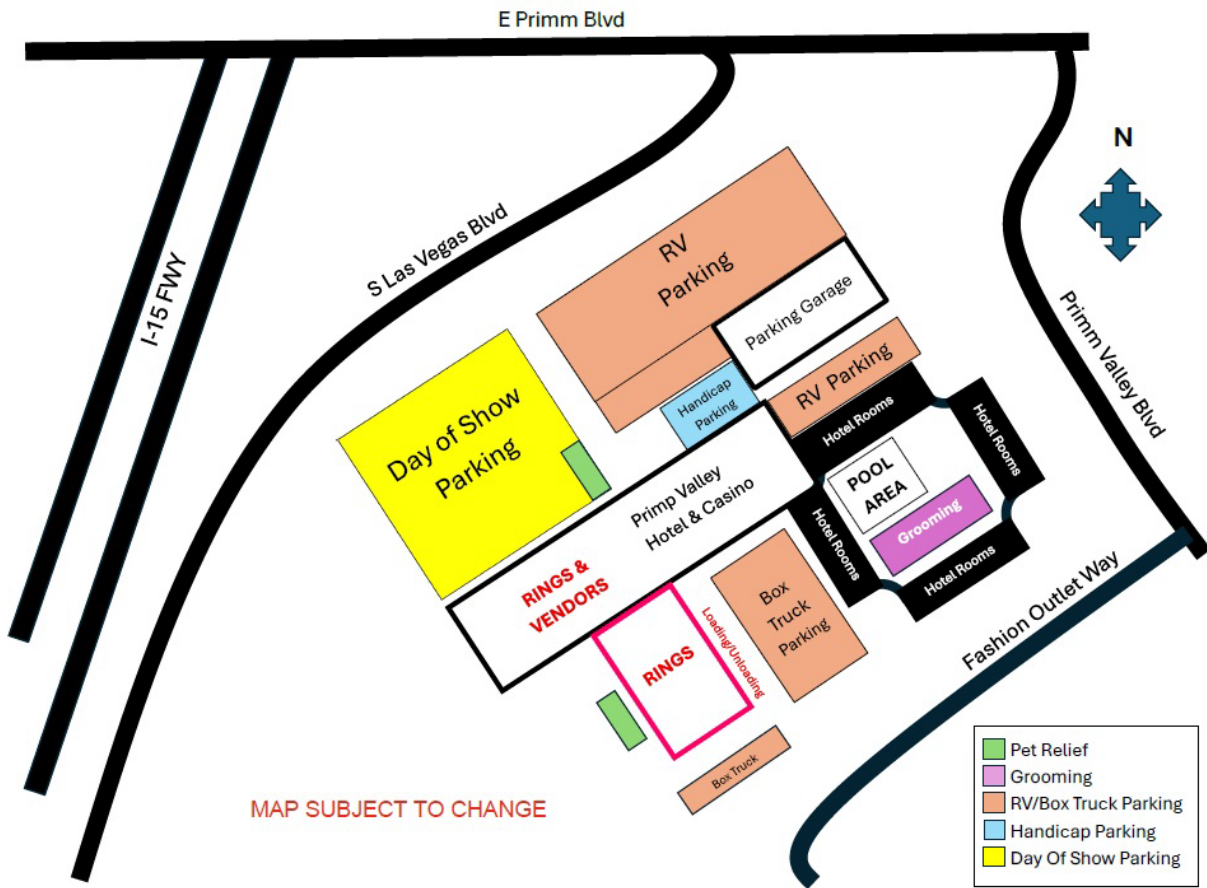 E Primm Blvd
N
I-15 FWY
S Las Vegas Blvd
Primm Valley Blvd
RV
Parking
Parking Garage
RV Parking
Handicap
Parking
Hotel Rooms
Hotel Rooms
Day of Show
Parking
POOL
AREA
Grooming
Primp Valley
Hotel & Casino
Hotel Rooms
Hotel Rooms
RINGS &
VENDORS
Box
Truck
Parking
Loading/Unloading
RINGS
Fashion Outlet Way
Box Truck
MAP SUBJECT TO CHANGE
Pet Relief
Grooming
RV/Box Truck Parking
Handicap Parking
Day Of Show Parking